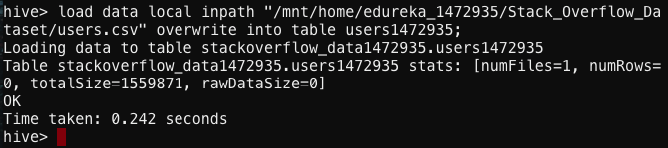 hive> load data local inpath "/mnt/home/edureka_1472935/Stack_Overflow_Da
taset/users.csv" overwrite into table users1472935;
Loading data to table stackoverflow_data1472935.users1472935
Table stackoverflow_data1472935.users1472935 stats: [numFiles=1, numRows=
0, totalSize=1559871, rawDataSize=0]
OK
Time taken: 0.242 seconds
hive>